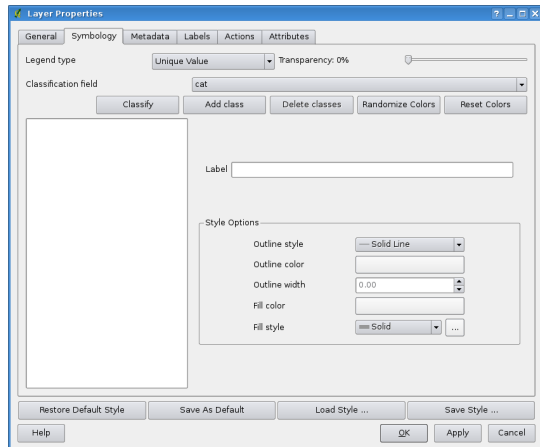 Layer Properties
General Symbology Metadata Labels Actions Attributes
Legend type Unique Value Transparency: 0%
Classification field cat
Classify Add class Delete classes Randomize Colors Reset Colors
Label
Style Options
Outline style Solid Line
Outline color
Outline width 0.00
Fill color
Fill style Solid ...
Restore Default Style Save As Default Load Style ... Save Style ...
Help OK Apply Cancel